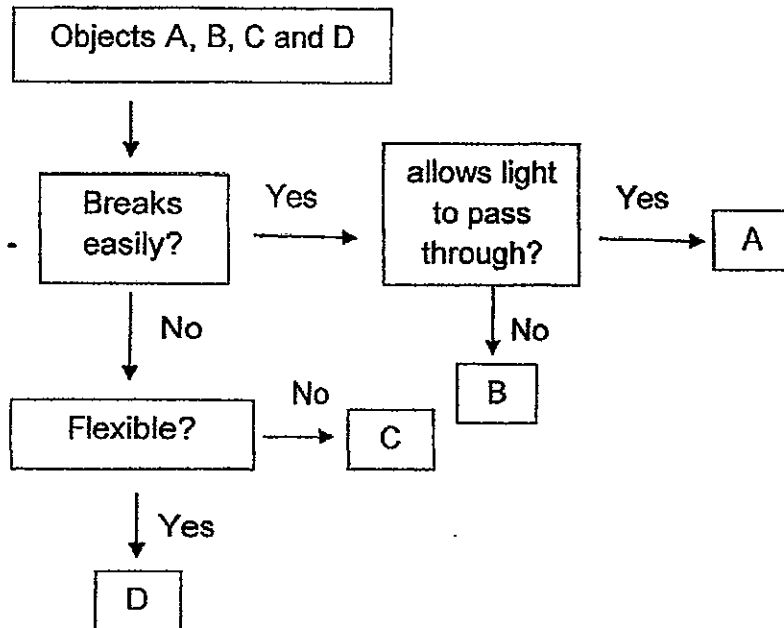 Objects A, B, C and D
Breaks
easily?
Yes
allows light
to pass
through?
Yes
A
No
No
B
Flexible?
No
C
Yes
D